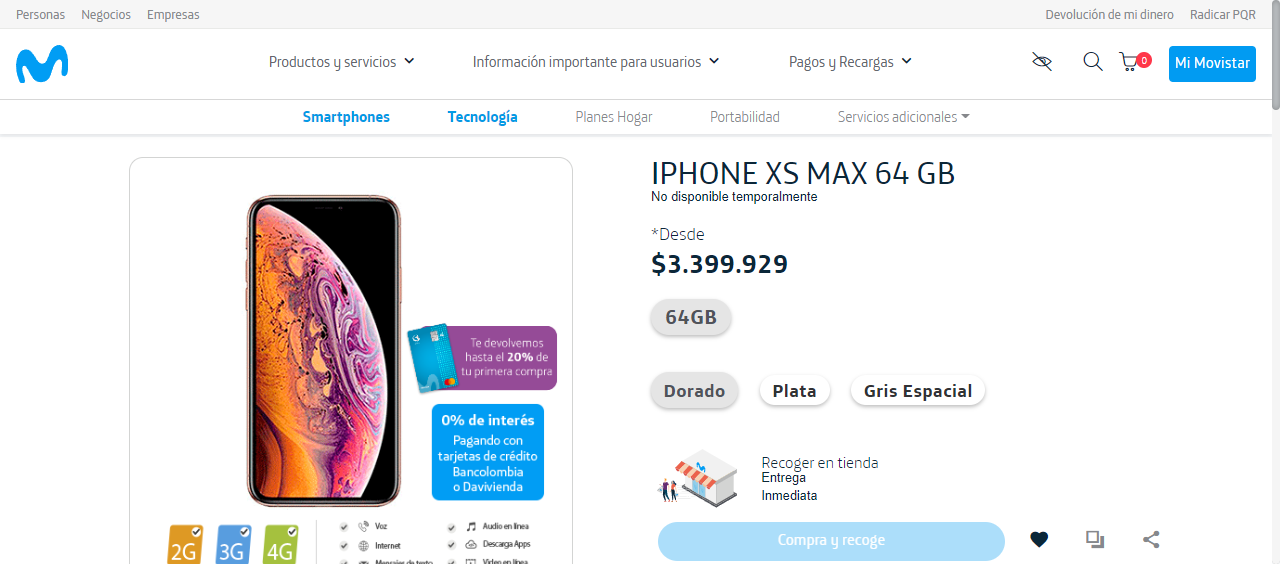 Personas Negocios Empresas Devolución de mi dinero Radicar PQR
Productos y servicios Información importante para usuarios Pagos y Recargas 0 Mi Movistar
Smartphones Tecnología Planes Hogar Portabilidad Servicios adicionales
IPHONE XS MAX 64 GB
No disponible temporalmente
*Desde
$3.399.929
64GB
Dorado Plata Gris Espacial
Recoger en tienda
Entrega
Inmediata
Compra y recoge
Te devolvemos
hasta el 20% de
tu primera compra
0% de interés
Pagando con
tarjetas de crédito
Bancolombia
o Davivienda
2G 3G 4G
Voz
Internet
Mensajes de texto
Audio en línea
Descarga Apps
Video en línea